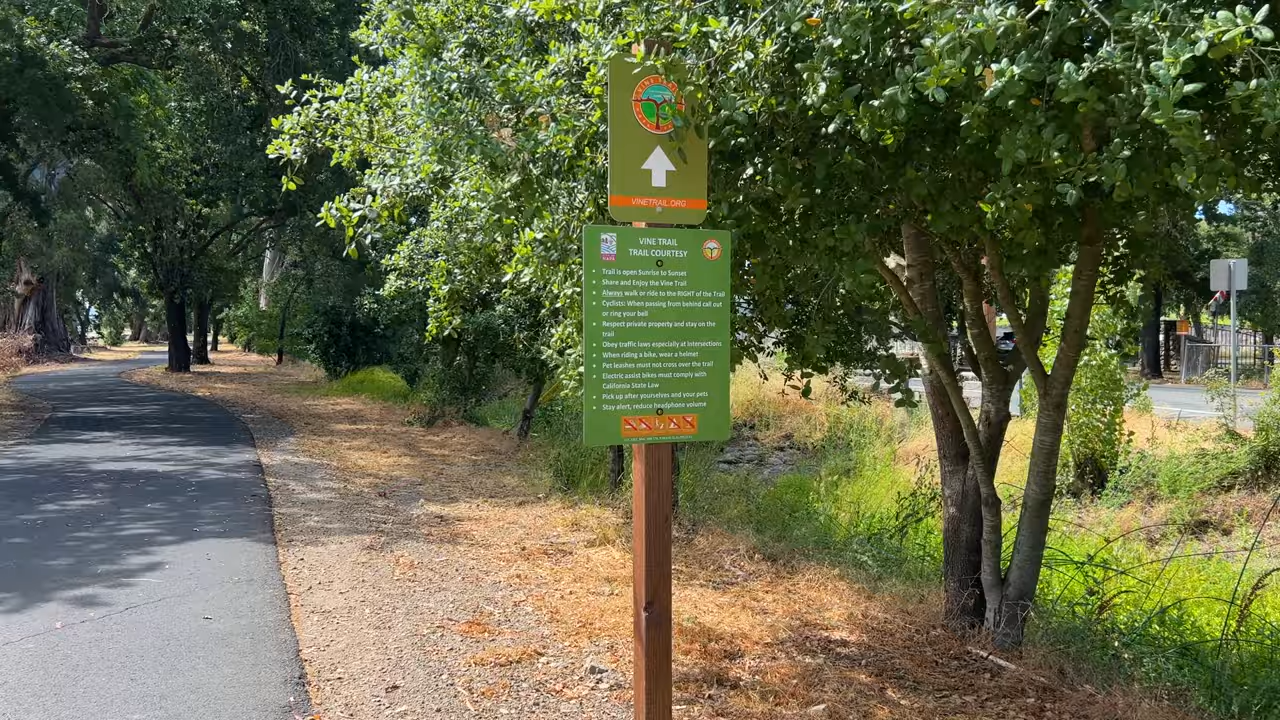 VINE
VINETRAIL.ORG
VINE TRAIL
TRAIL COURTESY
NAPA
• Trail is open Sunrise to Sunset
• Share and Enjoy the Vine Trail
• Always walk or ride to the RIGHT of the Trail
• Cyclists: When passing from behind call out
or ring your bell
• Respect private property and stay on the
trail
• Obey traffic laws especially at Intersections
• When riding a bike, wear a helmet
• Pet leashes must not cross over the trail
• Electric assist bikes must comply with
California State Law
• Pick up after yourselves and your pets
• Stay alert, reduce headphone volume